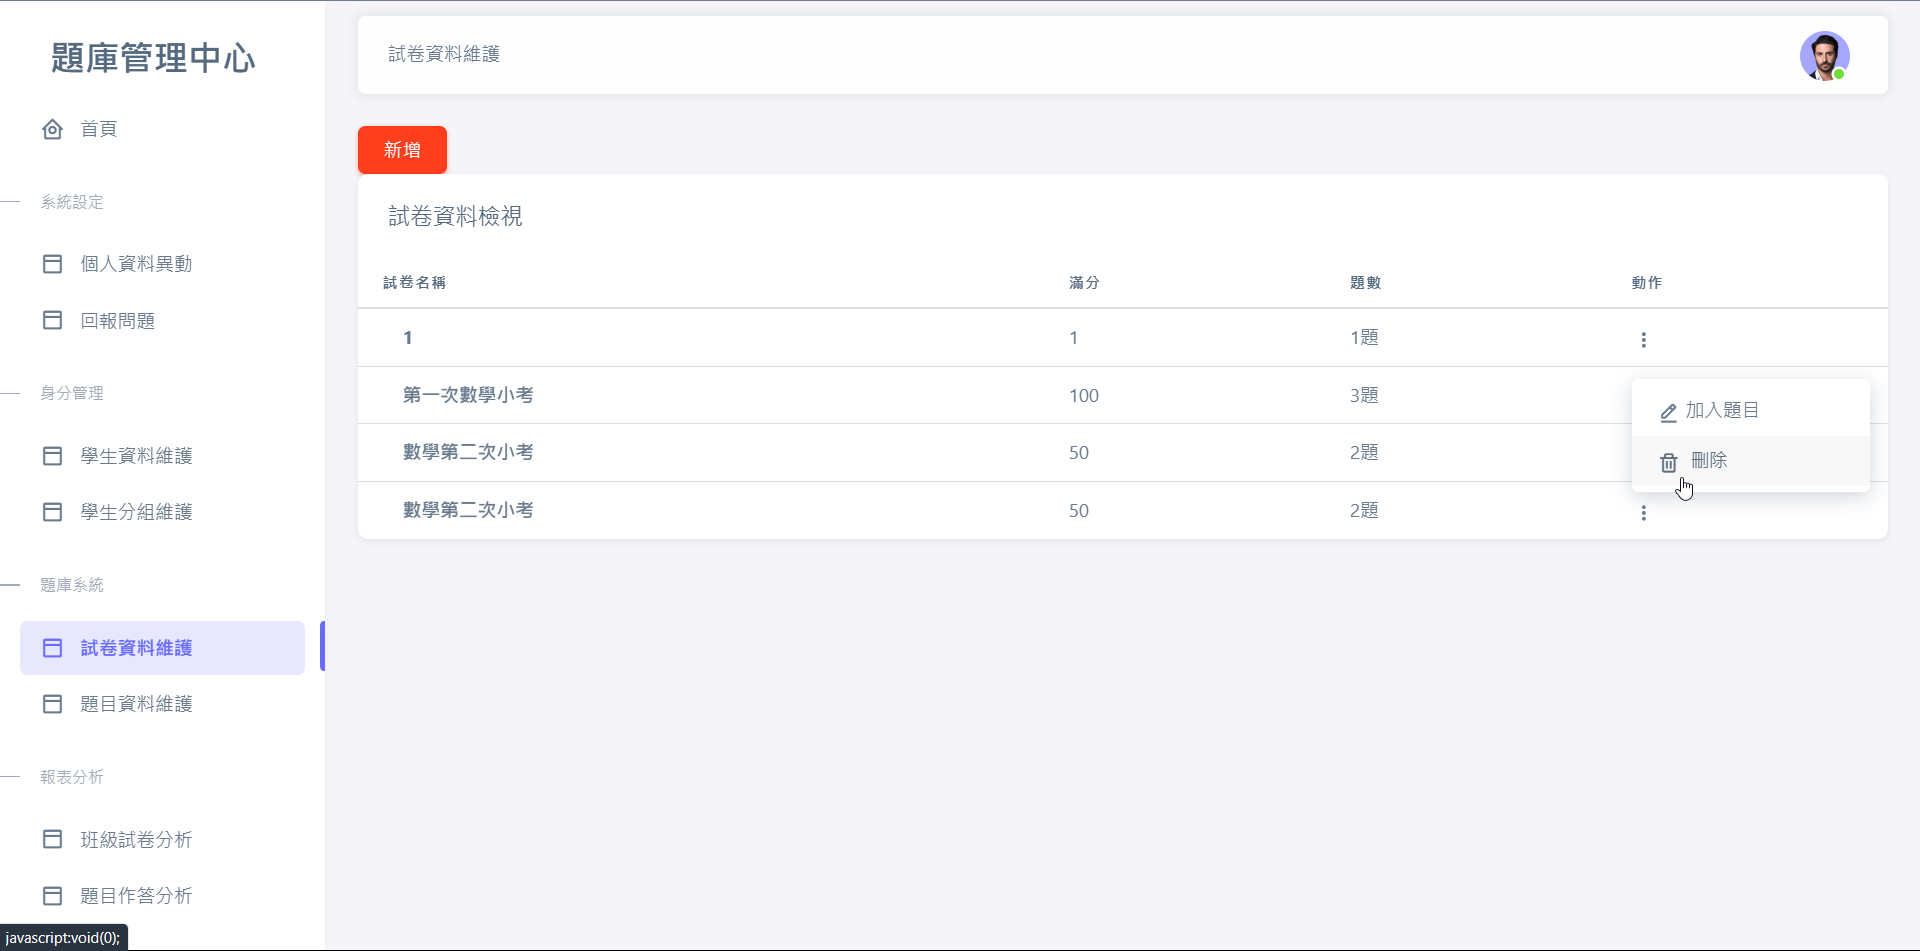 題庫管理中心
首頁
系統設定
個人資料異動
回報問題
身分管理
學生資料維護
學生分組維護
題庫系統
試卷資料維護
題目資料維護
報表分析
班級試卷分析
題目作答分析
javascript:void(0);
試卷資料維護
新增
試卷資料檢視
試卷名稱 滿分 題數 動作
1 1 1題
第一次數學小考 100 3題
數學第二次小考 50 2題
數學第二次小考 50 2題
加入題目
刪除